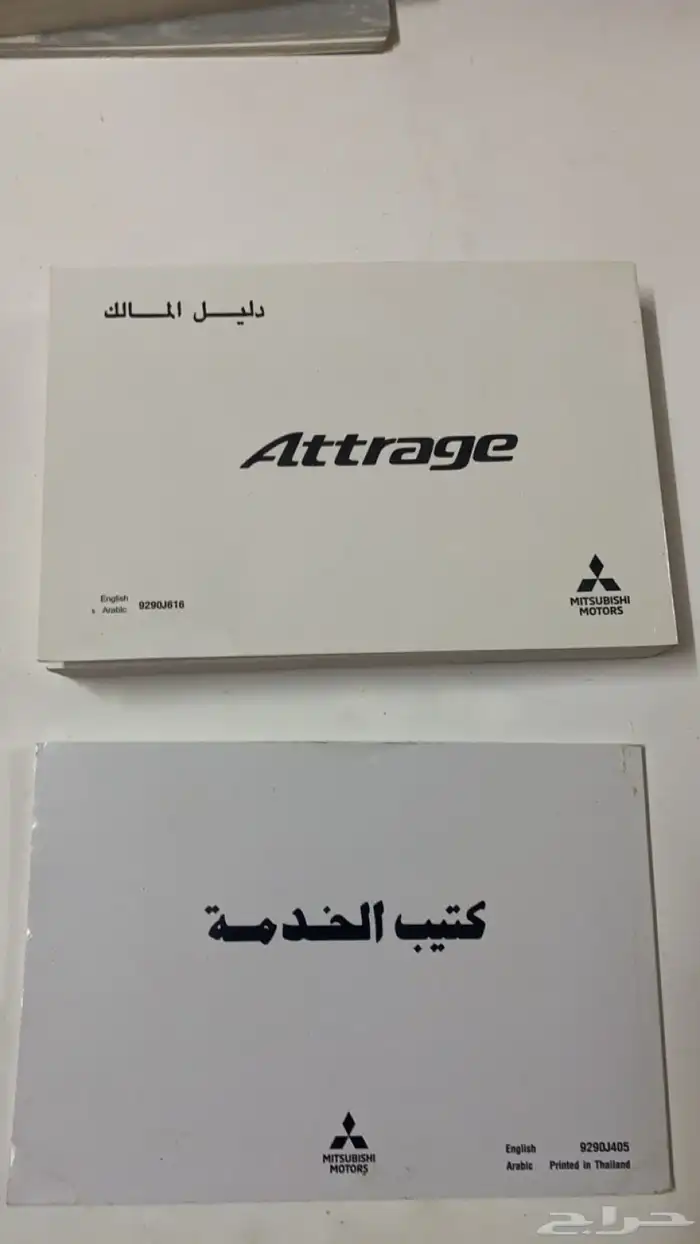 دليل المالك
Attrage
English
Arabic 9290J616
MITSUBISHI
MOTORS
كتيب الخدمة
MITSUBISHI
MOTORS
English 9290J405
Arabic Printed in Thailand
حراج